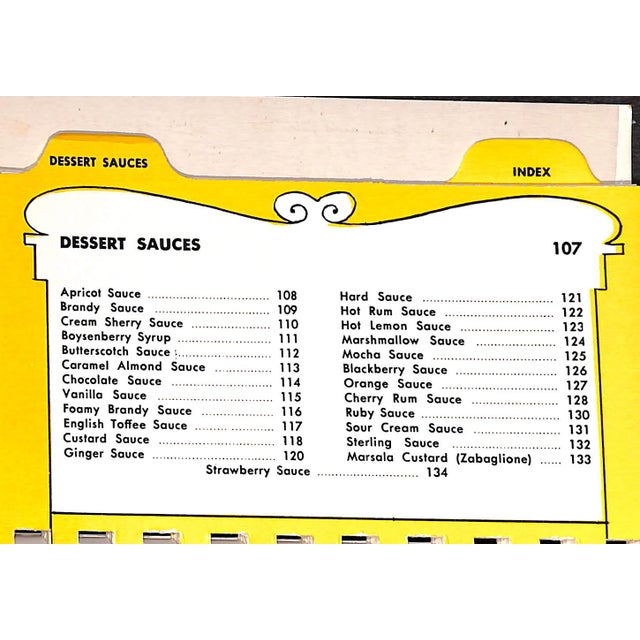 DESSERT SAUCES
INDEX
DESSERT SAUCES 107
Apricot Sauce 108
Brandy Sauce 109
Cream Sherry Sauce 110
Boysenberry Syrup 111
Butterscotch Sauce 112
Caramel Almond Sauce 113
Chocolate Sauce 114
Vanilla Sauce 115
Foamy Brandy Sauce 116
English Toffee Sauce 117
Custard Sauce 118
Ginger Sauce 120
Hard Sauce 121
Hot Rum Sauce 122
Hot Lemon Sauce 123
Marshmallow Sauce 124
Mocha Sauce 125
Blackberry Sauce 126
Orange Sauce 127
Cherry Rum Sauce 128
Ruby Sauce 130
Sour Cream Sauce 131
Sterling Sauce 132
Marsala Custard (Zabaglione) 133
Strawberry Sauce 134